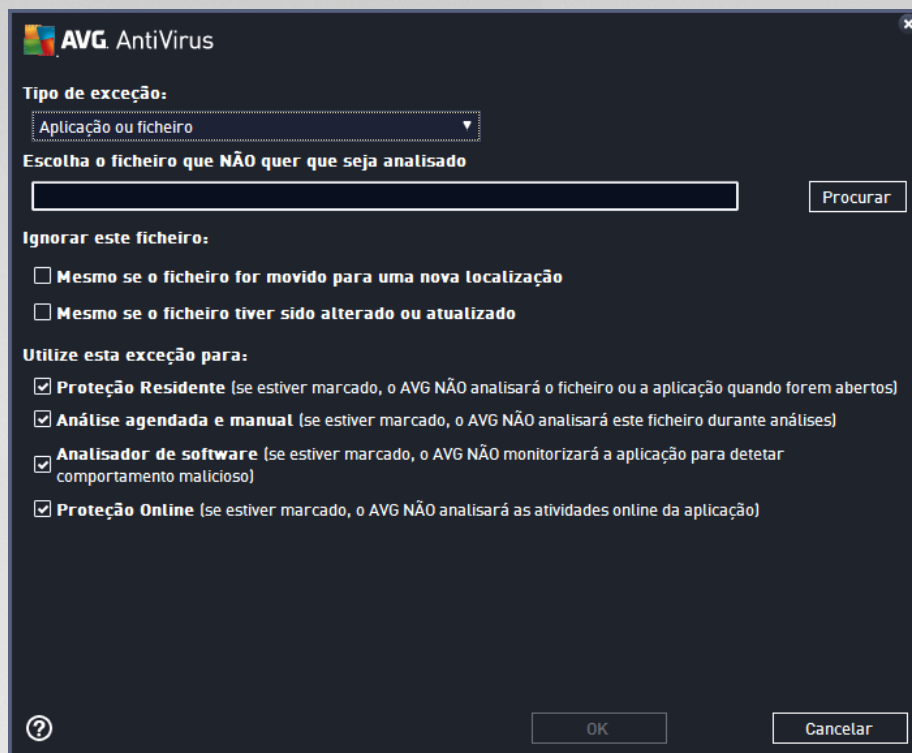 AVG. AntiVirus
Tipo de exceção:
Aplicação ou ficheiro
Escolha o ficheiro que NÃO quer que seja analisado
Procurar
Ignorar este ficheiro:
Mesmo se o ficheiro for movido para uma nova localização
Mesmo se o ficheiro tiver sido alterado ou atualizado
Utilize esta exceção para:
Proteção Residente (se estiver marcado, o AVG NÃO analisará o ficheiro ou a aplicação quando forem abertos)
Análise agendada e manual (se estiver marcado, o AVG NÃO analisará este ficheiro durante análises)
Analisador de software (se estiver marcado, o AVG NÃO monitorizará a aplicação para detetar
comportamento malicioso)
Proteção Online (se estiver marcado, o AVG NÃO analisará as atividades online da aplicação)
?
OK
Cancelar